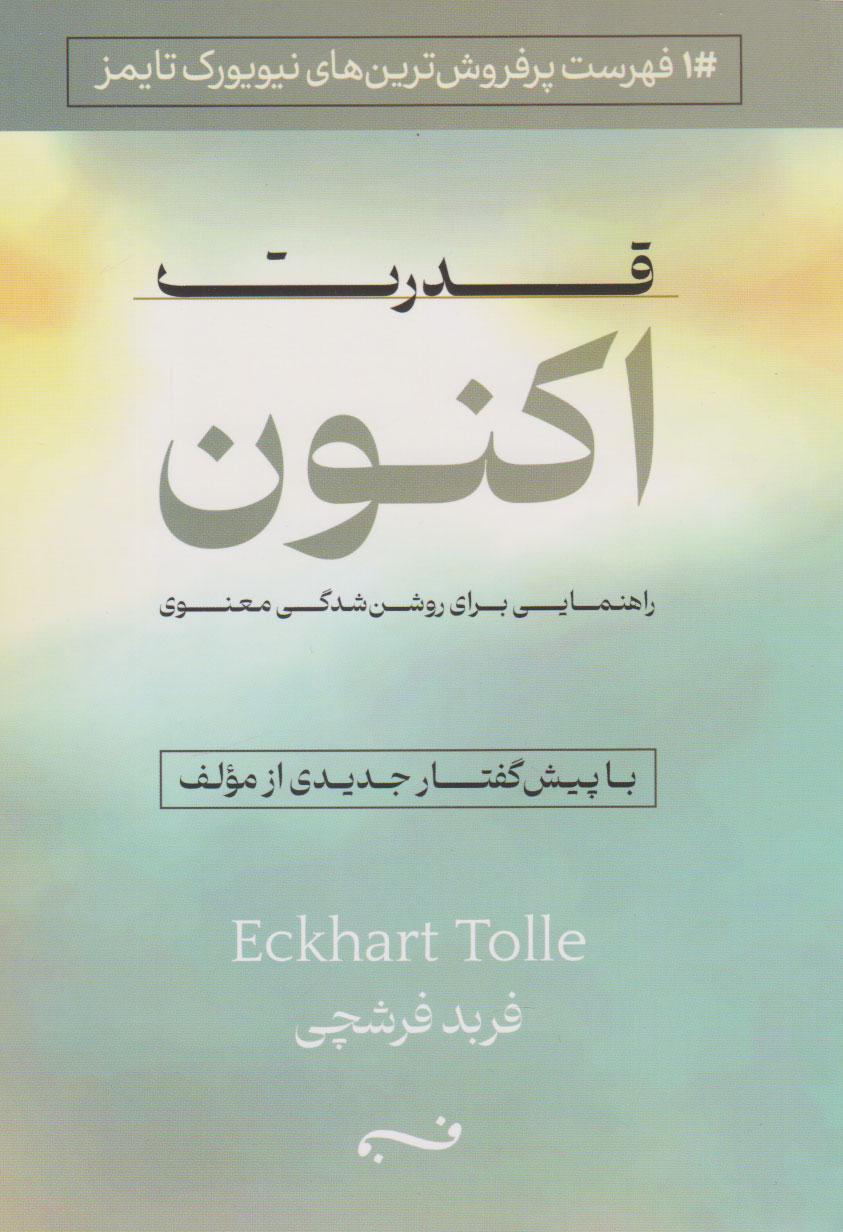 #۱ فهرست پرفروش‌ترین‌های نیویورک تایمز
قدرت
اکنون
راهنمایی برای روشن‌شدگی معنوی
با پیش‌گفتار جدیدی از مؤلف
Eckhart Tolle
فربد فرشچی